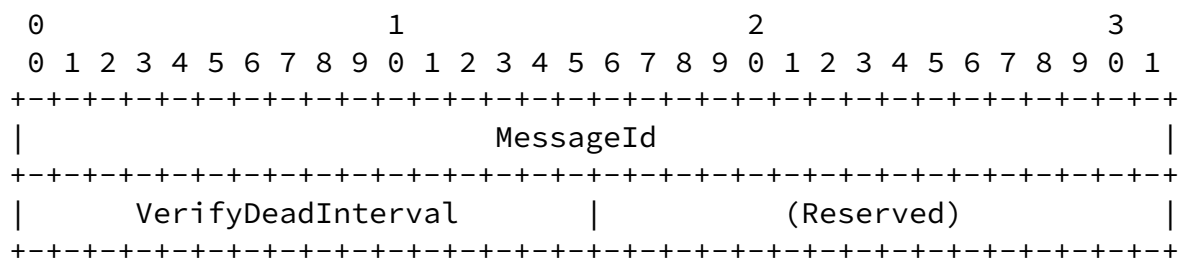 0                   1                   2                   3
 0 1 2 3 4 5 6 7 8 9 0 1 2 3 4 5 6 7 8 9 0 1 2 3 4 5 6 7 8 9 0 1
+-+-+-+-+-+-+-+-+-+-+-+-+-+-+-+-+-+-+-+-+-+-+-+-+-+-+-+-+-+-+-+-+
|                          MessageId                            |
+-+-+-+-+-+-+-+-+-+-+-+-+-+-+-+-+-+-+-+-+-+-+-+-+-+-+-+-+-+-+-+-+
|      VerifyDeadInterval       |          (Reserved)           |
+-+-+-+-+-+-+-+-+-+-+-+-+-+-+-+-+-+-+-+-+-+-+-+-+-+-+-+-+-+-+-+-+